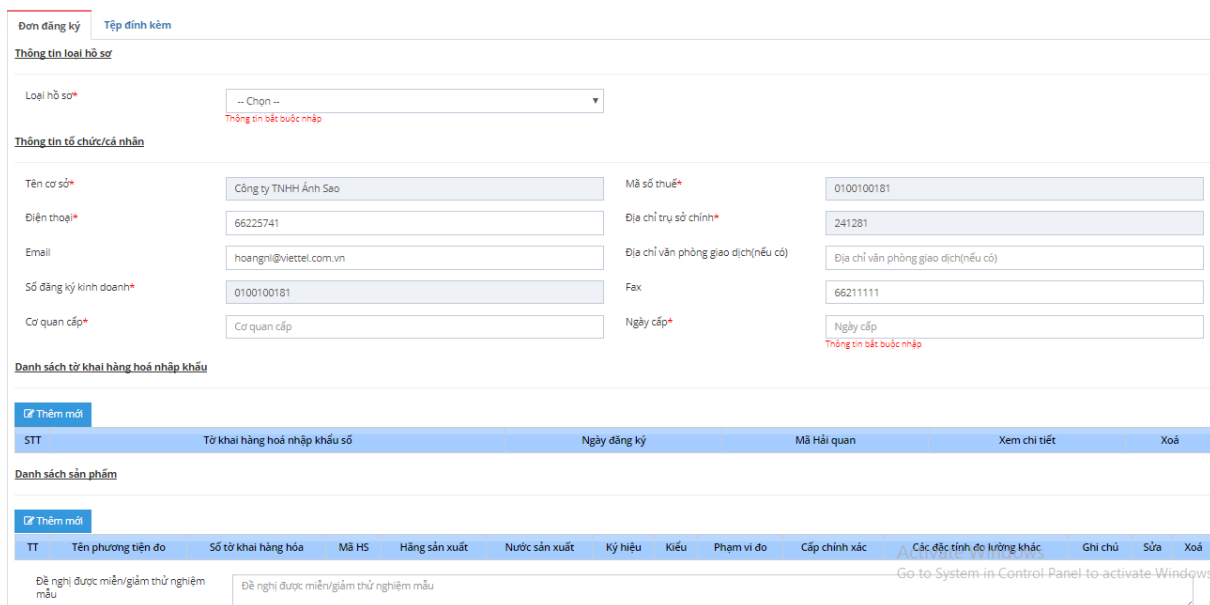 Đơn đăng ký Tệp đính kèm
Thông tin loại hồ sơ
Loại hồ sơ*
-- Chọn --
Thông tin bắt buộc nhập
Thông tin tổ chức/cá nhân
Tên cơ sở* Công ty TNHH Ánh Sao Mã số thuế* 0100100181
Điện thoại* 66225741 Địa chỉ trụ sở chính* 241281
Email hoangnl@viettel.com.vn Địa chỉ văn phòng giao dịch(nếu có) Địa chỉ văn phòng giao dịch(nếu có)
Số đăng ký kinh doanh* 0100100181 Fax 66211111
Cơ quan cấp* Cơ quan cấp Ngày cấp* Ngày cấp
Thông tin bắt buộc nhập
Danh sách tờ khai hàng hoá nhập khẩu
Thêm mới
STT Tờ khai hàng hoá nhập khẩu số Ngày đăng ký Mã Hải quan Xem chi tiết Xoá
Danh sách sản phẩm
Thêm mới
TT Tên phương tiện đo Số tờ khai hàng hóa Mã HS Hãng sản xuất Nước sản xuất Ký hiệu Kiểu Phạm vi đo Cấp chính xác Các đặc tính đo lường khác Ghi chú Sửa Xoá
Activate Windows
Go to System in Control Panel to activate Windows
Đề nghị được miễn/giảm thử nghiệm
mẫu
Đề nghị được miễn/giảm thử nghiệm mẫu